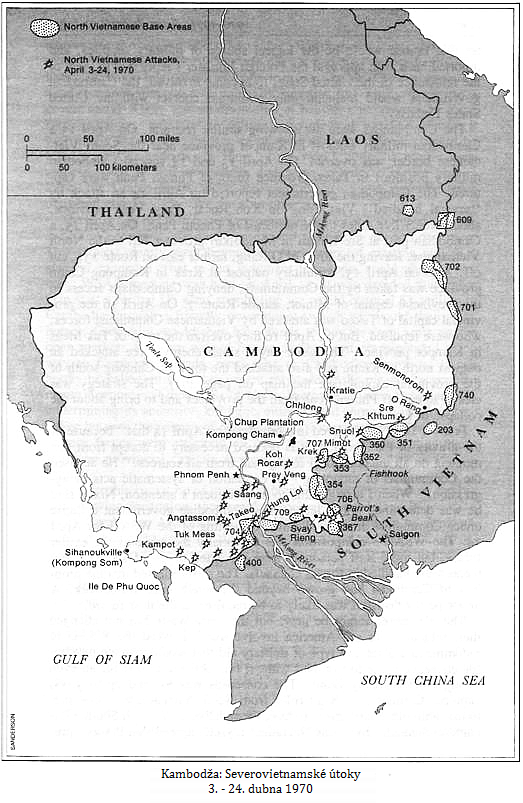 North Vietnamese Base Areas
North Vietnamese Attacks,
April 3-24, 1970
0 50 100 miles
0 50 100 kilometers
LAOS
Mekong River
613
609
THAILAND
702
701
CAMBODIA
Tonle Sap
Senmonorom
Kratie
O Rang
740
Chhlong
Sre
Khtum
203
Chup Plantation
Snuol
Kompong Cham
350
351
707
Mimot
352
Koh
Rocar
Krek
353
Fishhook
Phnom Penh
Prey Veng
354
SOUTH VIETNAM
Saang
Hung Loi
706
Parrot's
Beak
Angtassom
Takeo
709
367
Tuk Meas
704
Svay
Rieng
Saigon
Sihanoukville
(Kompong Som)
Kampot
Mekong River
Kep
400
Ile De Phu Quoc
GULF OF SIAM
SOUTH CHINA SEA
SANDERSON
Kambodža: Severovietnamské útoky
3. - 24. dubna 1970